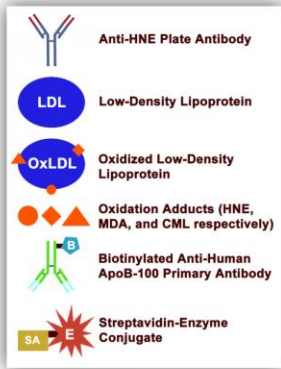 Anti-HNE Plate Antibody
LDL
Low-Density Lipoprotein
OxLDL
Oxidized Low-Density
Lipoprotein
Oxidation Adducts (HNE,
MDA, and CML respectively)
B
Biotinylated Anti-Human
ApoB-100 Primary Antibody
SA
E
Streptavidin-Enzyme
Conjugate